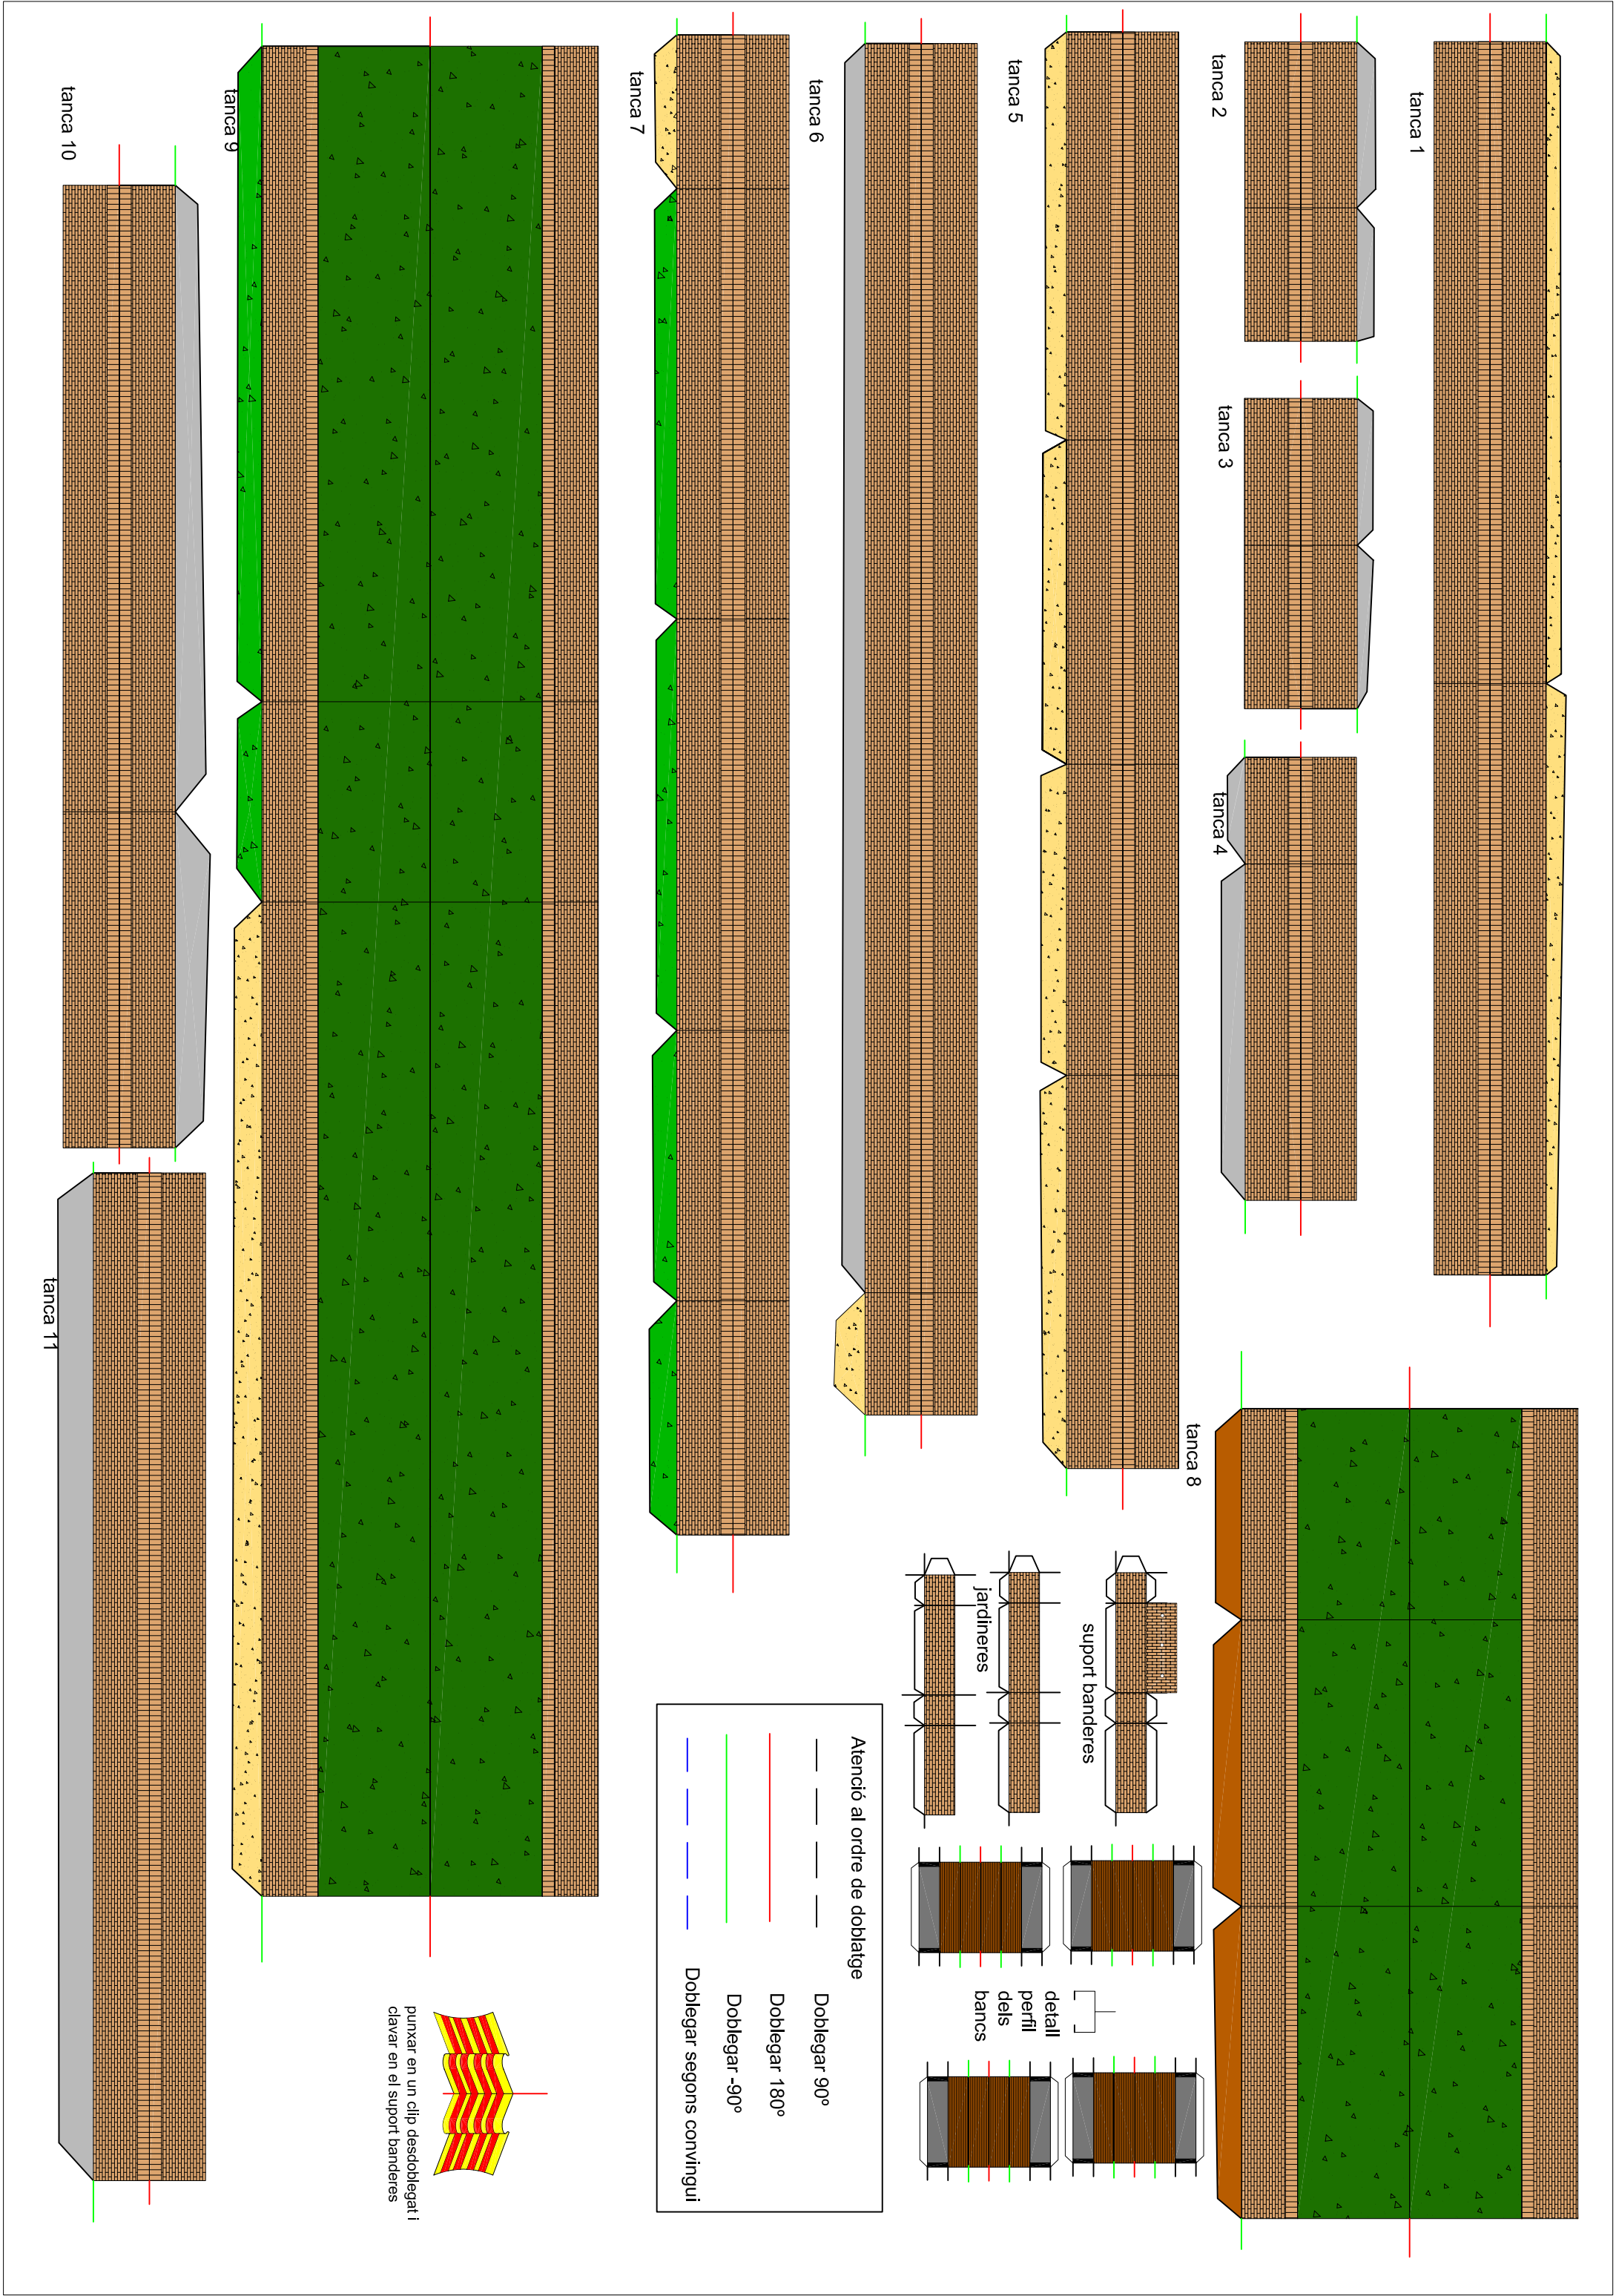 tanca 1
tanca 2
tanca 3
tanca 4
tanca 5
tanca 6
tanca 7
tanca 8
tanca 9
tanca 10
tanca 11
suport banderes
jardineres
detall
perfil
dels
bancs
Atenció al ordre de doblatge
Doblegar 90º
Doblegar 180º
Doblegar -90º
Doblegar segons convingui
punxar en un clip desdoblegat i
clavar en el suport banderes